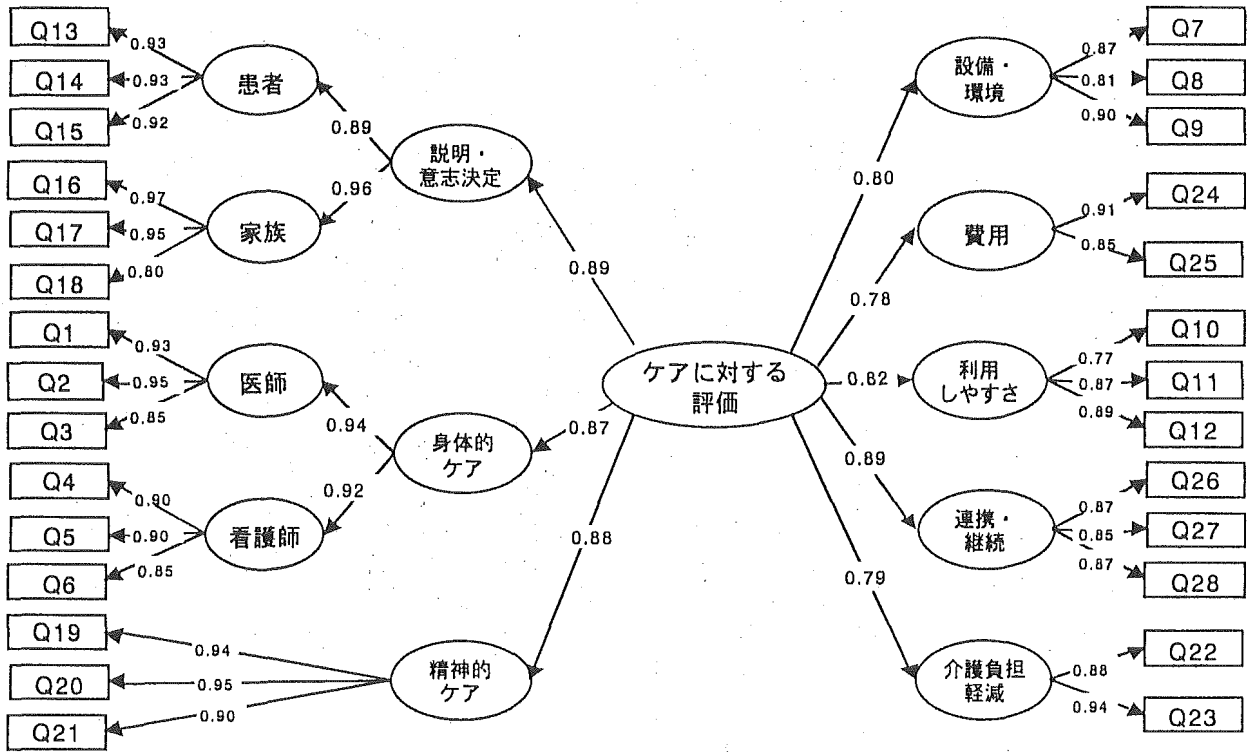 Q13
0.93
Q14
0.93
Q15
0.92
患者
0.89
Q16
0.97
Q17
0.95
Q18
0.80
家族
0.96
説明・
意志決定
0.89
Q1
0.93
Q2
0.95
Q3
0.85
医師
0.94
Q4
0.90
Q5
0.90
Q6
0.85
看護師
0.92
身体的
ケア
0.87
Q19
0.94
Q20
0.95
Q21
0.90
精神的
ケア
0.88
ケアに対する
評価
0.80
設備・
環境
0.87
Q7
0.81
Q8
0.90
Q9
0.78
費用
0.91
Q24
0.85
Q25
0.82
利用
しやすさ
0.77
Q10
0.87
Q11
0.89
Q12
0.89
連携・
継続
0.87
Q26
0.85
Q27
0.87
Q28
0.79
介護負担
軽減
0.88
Q22
0.94
Q23